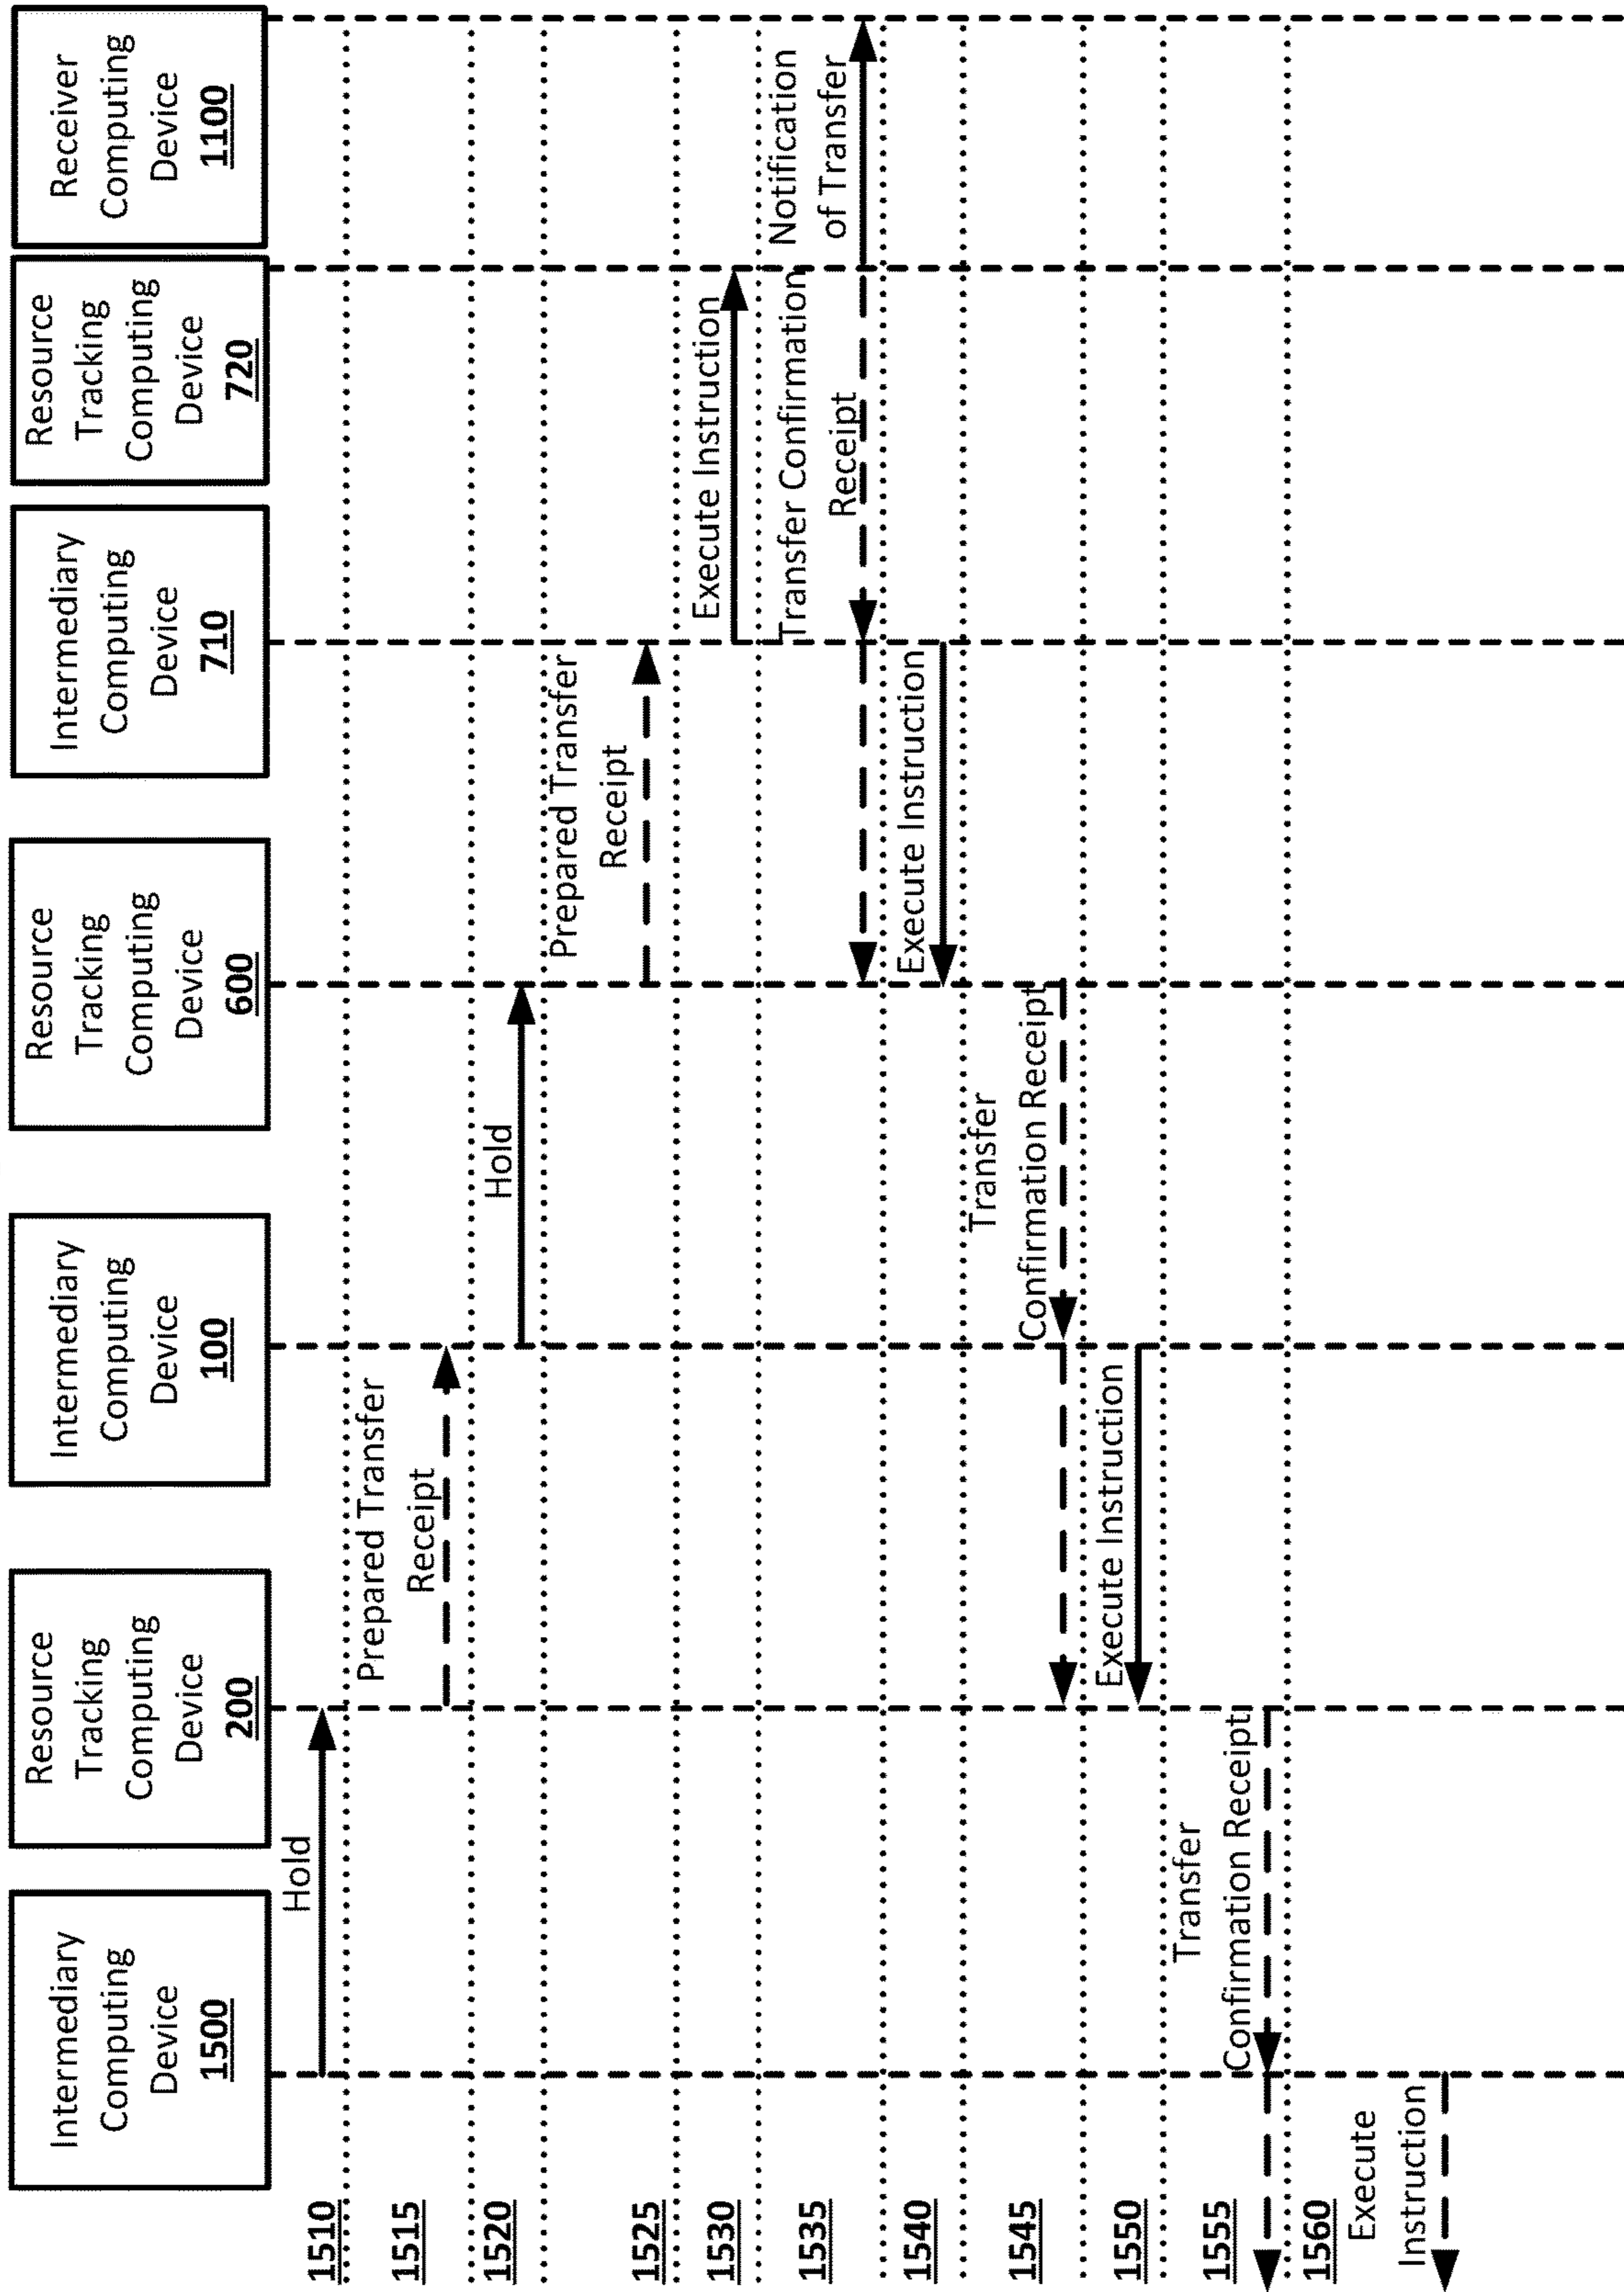 Intermediary
Computing
Device
1500
Resource
Tracking
Computing
Device
200
Intermediary
Computing
Device
100
Resource
Tracking
Computing
Device
600
Intermediary
Computing
Device
710
Resource
Tracking
Computing
Device
720
Receiver
Computing
Device
1100
1510
Hold
1515
Prepared Transfer
Receipt
1520
Hold
1525
Prepared Transfer
Receipt
1530
Execute Instruction
1535
Transfer Confirmation
Receipt
Notification
of Transfer
1540
Execute Instruction
1545
Transfer
Confirmation Receipt
1550
Execute Instruction
1555
Transfer
Confirmation Receipt
1560
Execute
Instruction